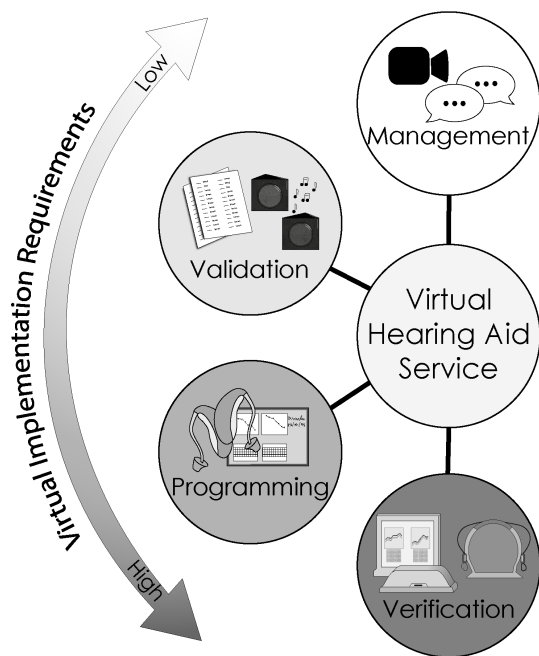 Virtual Implementation Requirements
Low
High
Management
Validation
Virtual
Hearing Aid
Service
Programming
Verification